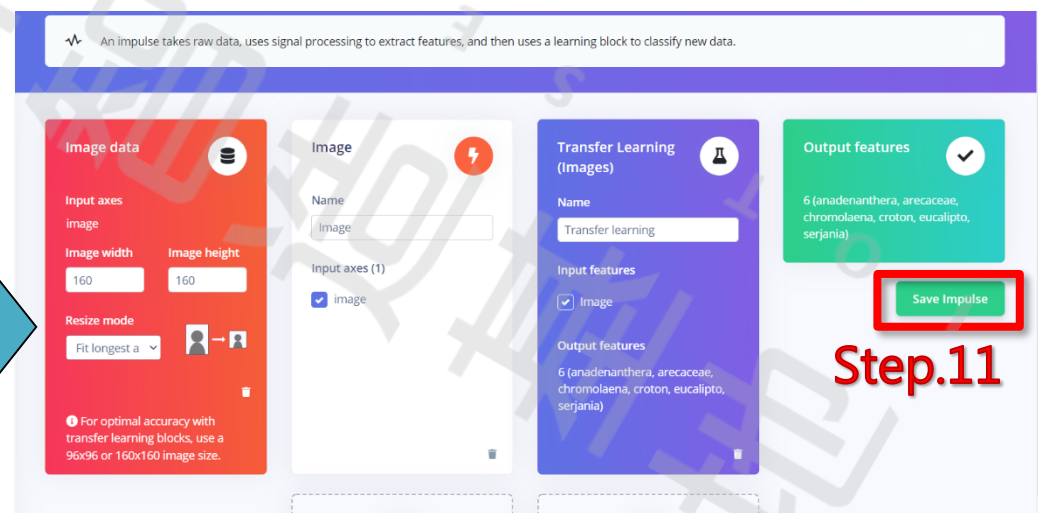 An impulse takes raw data, uses signal processing to extract features, and then uses a learning block to classify new data.
Image data
Input axes
image
Image width Image height
160 160
Resize mode
Fit longest a
For optimal accuracy with
transfer learning blocks, use a
96x96 or 160x160 image size.
Image
Name
Image
Input axes (1)
image
Transfer Learning
(Images)
Name
Transfer learning
Input features
Image
Output features
6 (anadenanthera, arecaceae,
chromolaena, croton, eucalipto,
serjania)
Output features
6 (anadenanthera, arecaceae,
chromolaena, croton, eucalipto,
serjania)
Save Impulse
Step.11